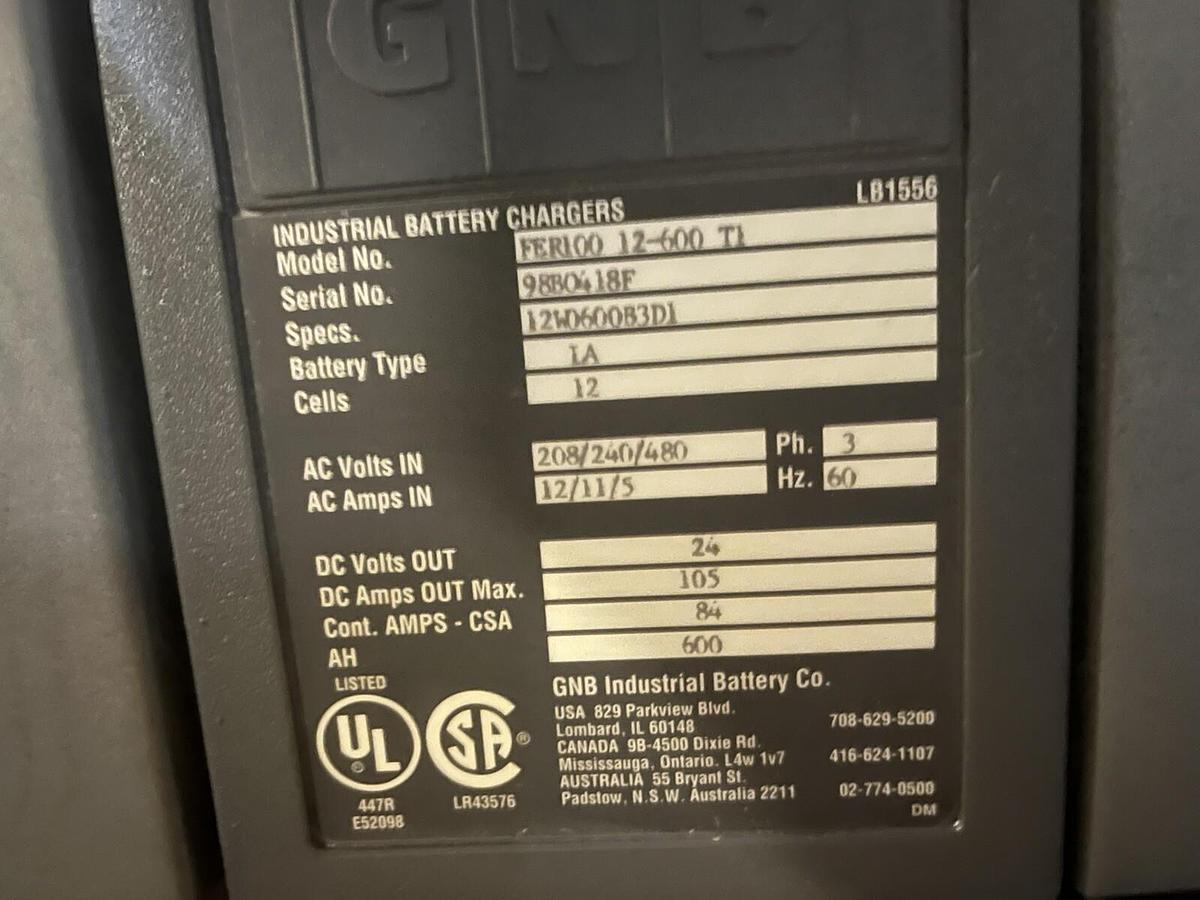 GNB
LB1556
INDUSTRIAL BATTERY CHARGERS
Model No. FER100 12-600 T1
Serial No. 98B0418F
Specs. 12W0600B3D1
Battery Type LA
Cells 12
AC Volts IN 208/240/480 Ph. 3
AC Amps IN 12/11/5 Hz. 60
DC Volts OUT 24
DC Amps OUT Max. 105
Cont. AMPS - CSA 84
AH 600
LISTED
UL
®
447R
E52098
CSA
®
LR43576
GNB Industrial Battery Co.
USA 829 Parkview Blvd.
Lombard, IL 60148 708-629-5200
CANADA 9B-4500 Dixie Rd.
Mississauga, Ontario. L4w 1v7 416-624-1107
AUSTRALIA 55 Bryant St.
Padstow, N.S.W. Australia 2211 02-774-0500
DM